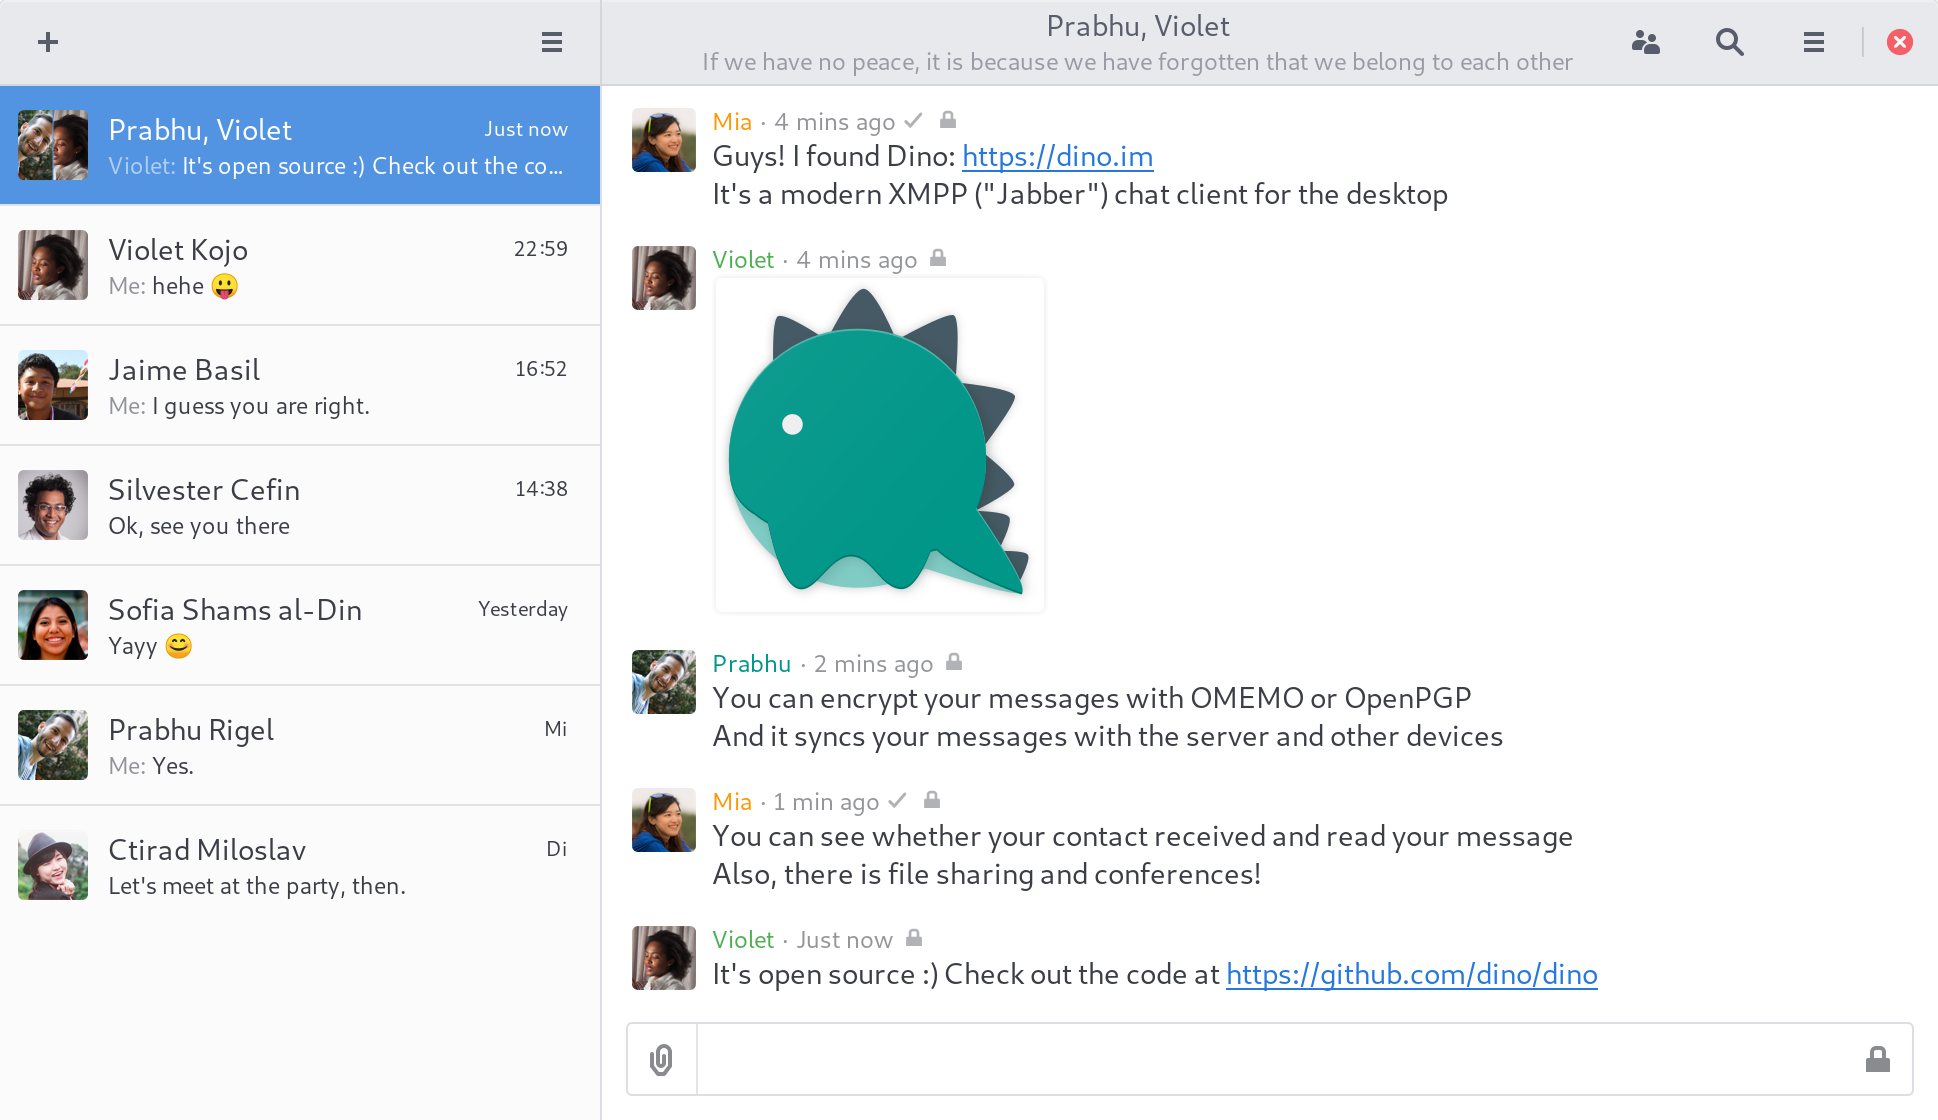 Prabhu, Violet
If we have no peace, it is because we have forgotten that we belong to each other
Prabhu, Violet Just now
Violet: It's open source :) Check out the co...
Violet Kojo 22:59
Me: hehe 😛
Jaime Basil 16:52
Me: I guess you are right.
Silvester Cefin 14:38
Ok, see you there
Sofia Shams al-Din Yesterday
Yayy 😊
Prabhu Rigel Mi
Me: Yes.
Ctirad Miloslav Di
Let's meet at the party, then.
Mia · 4 mins ago
Guys! I found Dino: https://dino.im
It's a modern XMPP ("Jabber") chat client for the desktop
Violet · 4 mins ago
Prabhu · 2 mins ago
You can encrypt your messages with OMEMO or OpenPGP
And it syncs your messages with the server and other devices
Mia · 1 min ago
You can see whether your contact received and read your message
Also, there is file sharing and conferences!
Violet · Just now
It's open source :) Check out the code at https://github.com/dino/dino